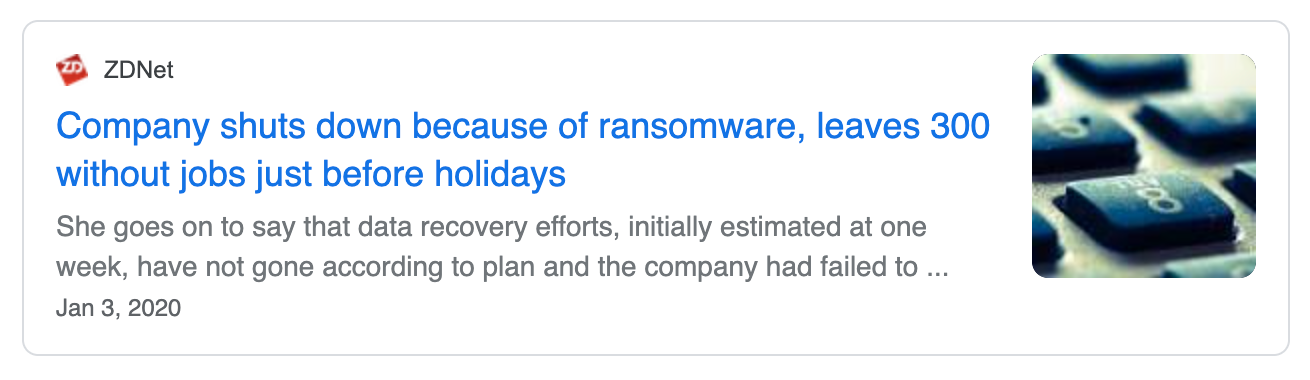 ZDNet
Company shuts down because of ransomware, leaves 300
without jobs just before holidays
She goes on to say that data recovery efforts, initially estimated at one
week, have not gone according to plan and the company had failed to ...
Jan 3, 2020